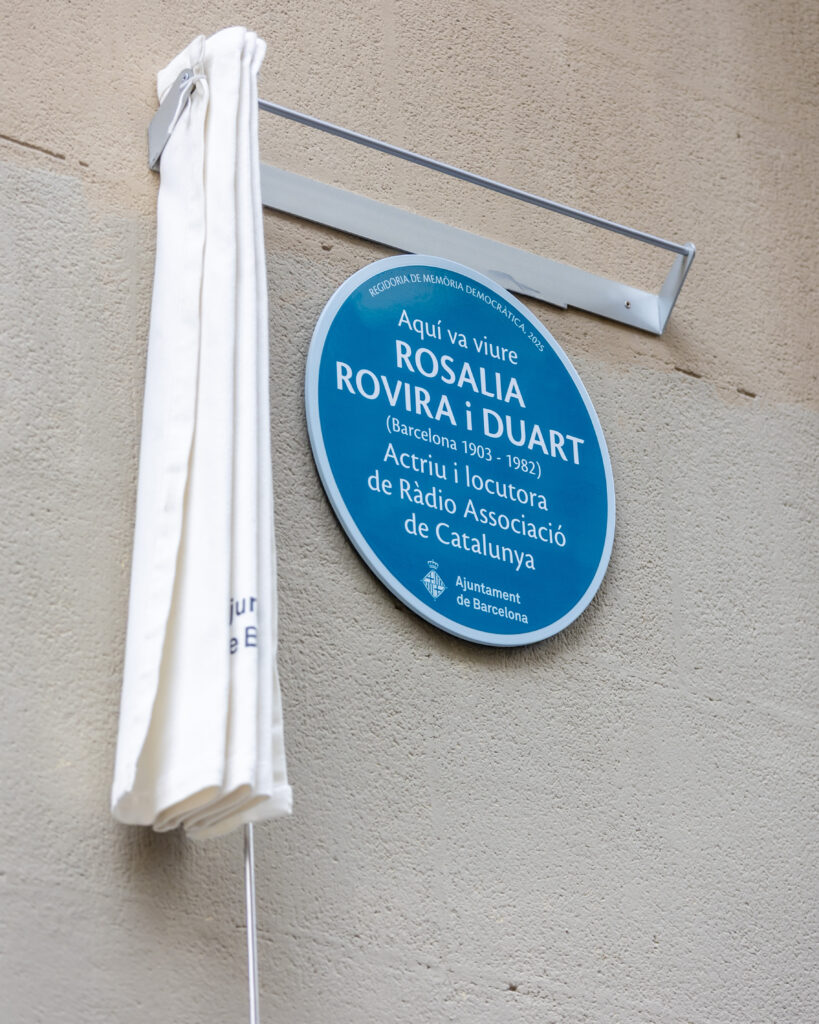 REGIDORIA DE MEMÒRIA DEMOCRÀTICA, 2025
Aquí va viure
ROSALIA
ROVIRA i DUART
(Barcelona 1903 - 1982)
Actriu i locutora
de Ràdio Associació
de Catalunya
Ajuntament
de Barcelona
jun
e B